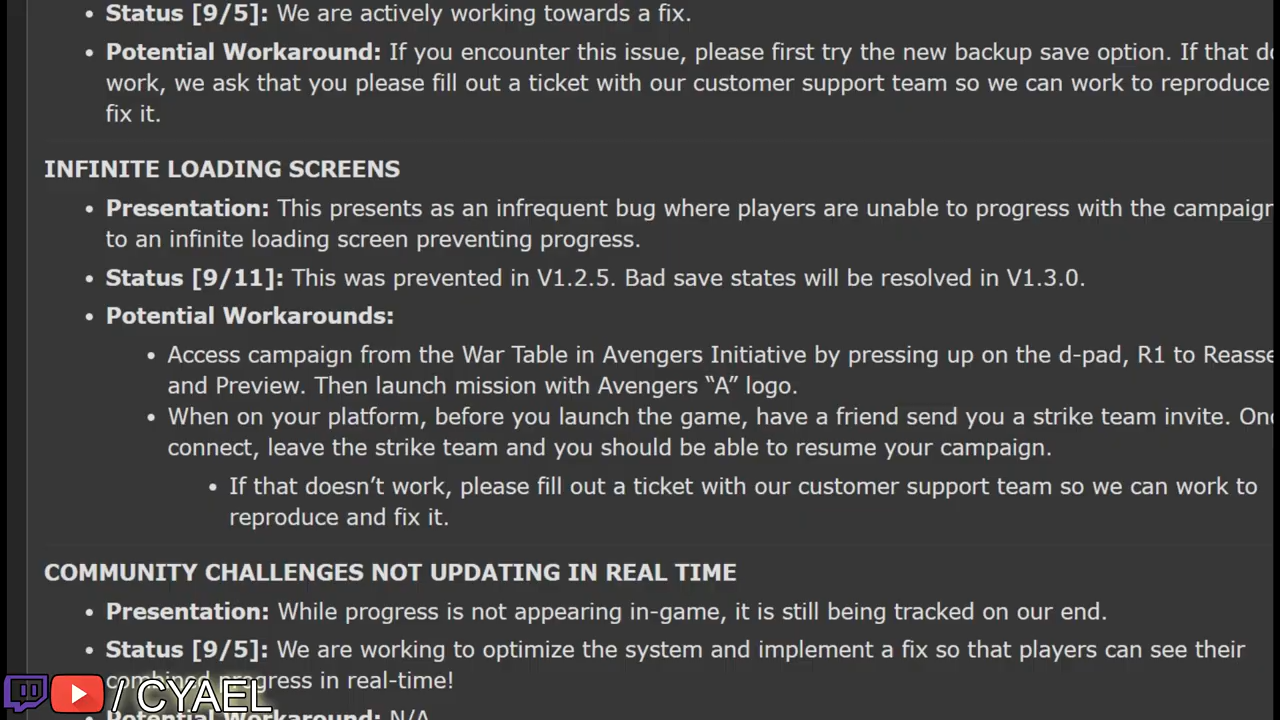 Status [9/5]: We are actively working towards a fix.
Potential Workaround: If you encounter this issue, please first try the new backup save option. If that
work, we ask that you please fill out a ticket with our customer support team so we can work to reproduce
fix it.
INFINITE LOADING SCREENS
Presentation: This presents as an infrequent bug where players are unable to progress with the campaign
to an infinite loading screen preventing progress.
Status [9/11]: This was prevented in V1.2.5. Bad save states will be resolved in V1.3.0.
Potential Workarounds:
Access campaign from the War Table in Avengers Initiative by pressing up on the d-pad, R1 to Reasse
and Preview. Then launch mission with Avengers “A” logo.
When on your platform, before you launch the game, have a friend send you a strike team invite. On
connect, leave the strike team and you should be able to resume your campaign.
If that doesn’t work, please fill out a ticket with our customer support team so we can work to
reproduce and fix it.
COMMUNITY CHALLENGES NOT UPDATING IN REAL TIME
Presentation: While progress is not appearing in-game, it is still being tracked on our end.
Status [9/5]: We are working to optimize the system and implement a fix so that players can see their
combined progress in real-time!
/ CYAEL
Potential Workaround: N/A